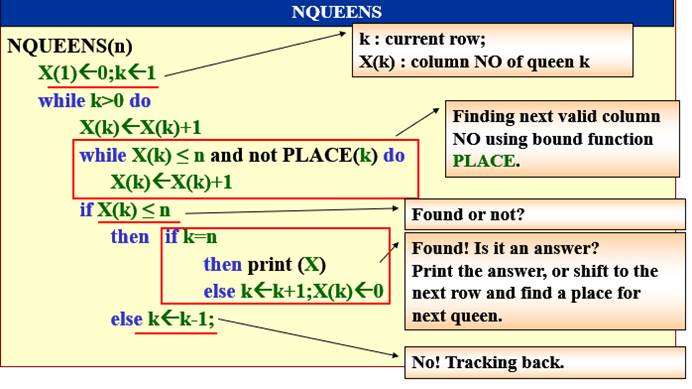 NQUEENS
NQUEENS(n)
X(1)←0;k←1
while k>0 do
X(k)←X(k)+1
while X(k) ≤ n and not PLACE(k) do
X(k)←X(k)+1
if X(k) ≤ n
then if k=n
then print (X)
else k←k+1;X(k)←0
else k←k-1;
k : current row;
X(k) : column NO of queen k
Finding next valid column
NO using bound function
PLACE.
Found or not?
Found! Is it an answer?
Print the answer, or shift to the
next row and find a place for
next queen.
No! Tracking back.